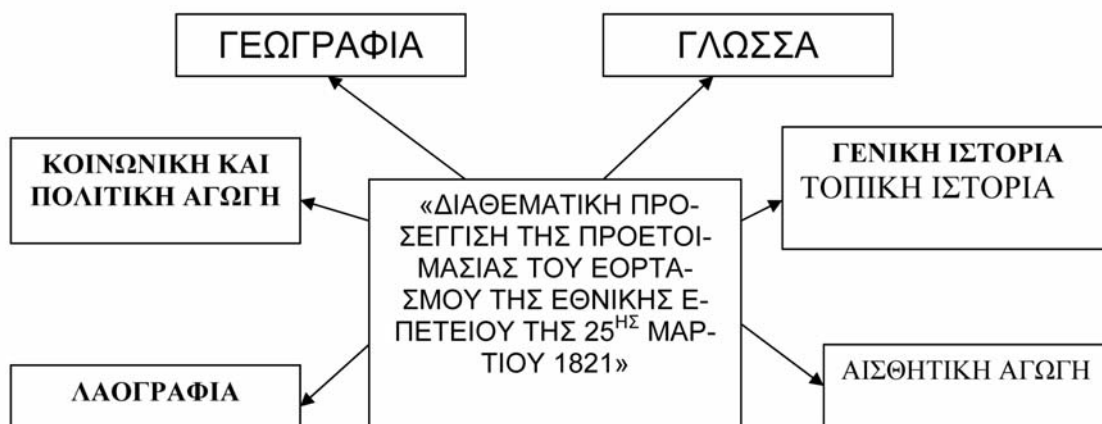 ΓΕΩΓΡΑΦΙΑ
ΓΛΩΣΣΑ
ΚΟΙΝΩΝΙΚΗ ΚΑΙ
ΠΟΛΙΤΙΚΗ ΑΓΩΓΗ
ΓΕΝΙΚΗ ΙΣΤΟΡΙΑ
ΤΟΠΙΚΗ ΙΣΤΟΡΙΑ
«ΔΙΑΘΕΜΑΤΙΚΗ ΠΡΟ-
ΣΕΓΓΙΣΗ ΤΗΣ ΠΡΟΕΤΟΙ-
ΜΑΣΙΑΣ ΤΟΥ ΕΟΡΤΑ-
ΣΜΟΥ ΤΗΣ ΕΘΝΙΚΗΣ Ε-
ΠΕΤΕΙΟΥ ΤΗΣ 25ΗΣ ΜΑΡ-
ΤΙΟΥ 1821»
ΛΑΟΓΡΑΦΙΑ
ΑΙΣΘΗΤΙΚΗ ΑΓΩΓΗ